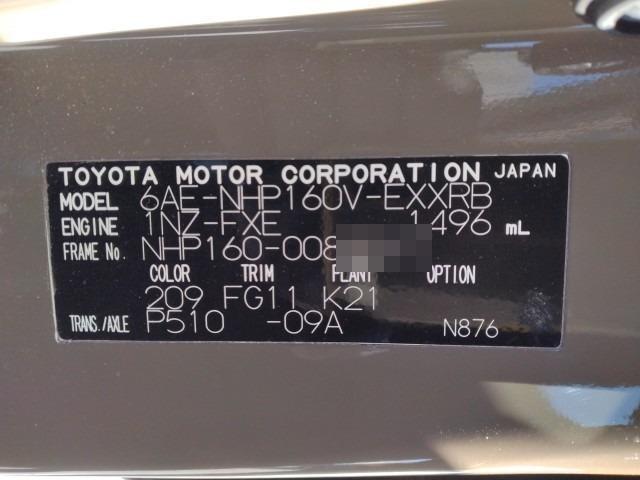 TOYOTA MOTOR CORPORATION JAPAN
MODEL 6AE-NHP160V-EXXRB
ENGINE 1NZ-FXE 1496 mL
FRAME No. NHP160-008
COLOR TRIM PLANT OPTION
209 FG11 K21
TRANS./AXLE P510 -09A N876